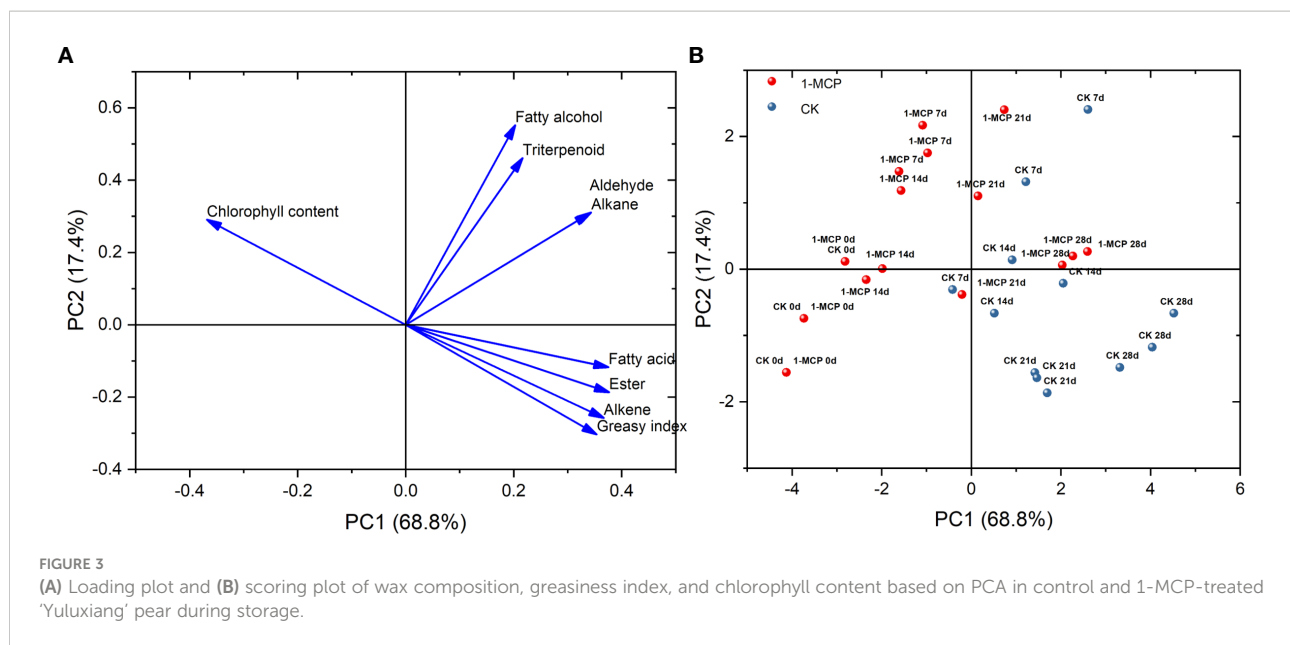 A
B
0.6
0.4
0.2
0.0
-0.2
-0.4
-0.4
-0.2
0.0
0.2
0.4
PC2 (17.4%)
PC1 (68.8%)
Fatty alcohol
Triterpenoid
Aldehyde
Alkane
Chlorophyll content
Fatty acid
Ester
Alkene
Greasy index
1-MCP
CK
2
0
-2
-4
-2
0
2
4
6
PC2 (17.4%)
PC1 (68.8%)
CK 7d
1-MCP 21d
1-MCP 7d
1-MCP 7d
1-MCP 7d
1-MCP 14d
CK 7d
1-MCP 21d
1-MCP 0d
CK 0d
1-MCP 14d
CK 14d
1-MCP 28d
1-MCP 28d
1-MCP 28d
CK 14d
1-MCP 14d
CK 7d
1-MCP 21d
CK 0d
1-MCP 0d
CK 14d
CK 28d
CK 28d
CK 0d
1-MCP 0d
CK 21d
CK 21d
CK 21d
CK 28d
FIGURE 3
(A) Loading plot and (B) scoring plot of wax composition, greasiness index, and chlorophyll content based on PCA in control and 1-MCP-treated
‘Yuluxiang’ pear during storage.